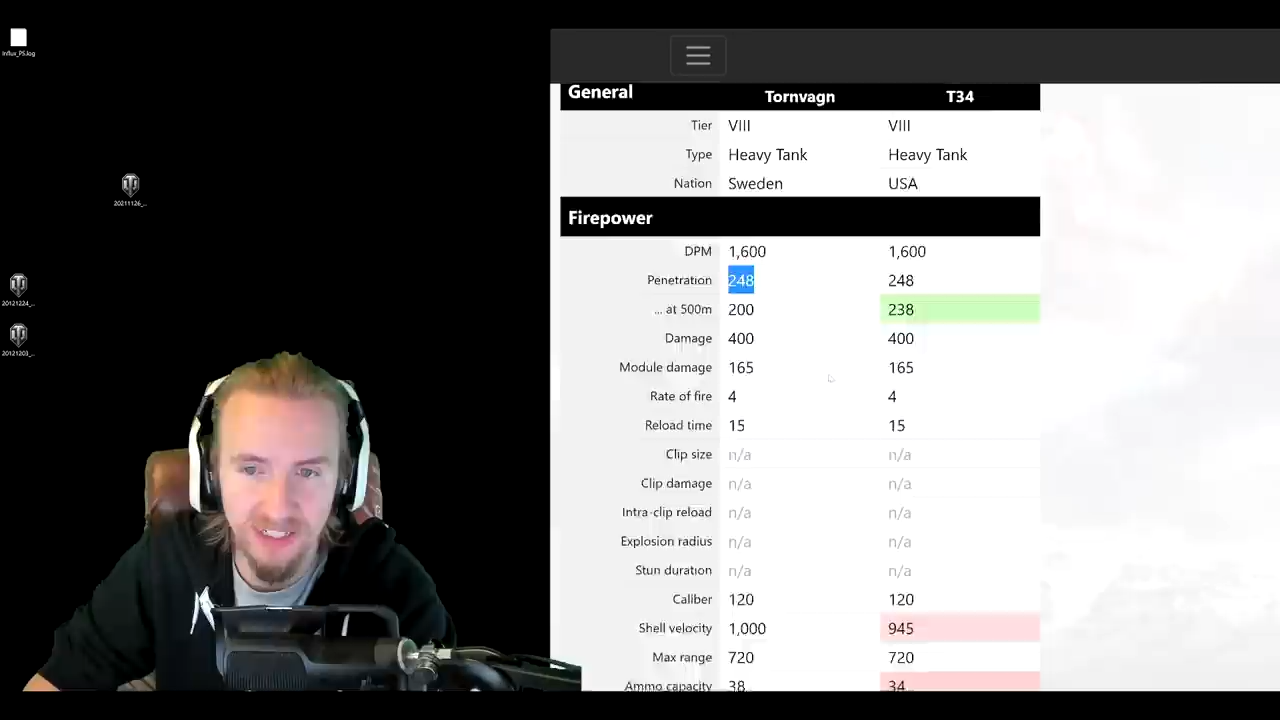 Influx_PS.log
20211126_...
20121224_...
20121203_...
General Tornvagn T34
Tier VIII VIII
Type Heavy Tank Heavy Tank
Nation Sweden USA
Firepower
DPM 1,600 1,600
Penetration 248 248
... at 500m 200 238
Damage 400 400
Module damage 165 165
Rate of fire 4 4
Reload time 15 15
Clip size n/a n/a
Clip damage n/a n/a
Intra-clip reload n/a n/a
Explosion radius n/a n/a
Stun duration n/a n/a
Caliber 120 120
Shell velocity 1,000 945
Max range 720 720
Ammo capacity 38 34